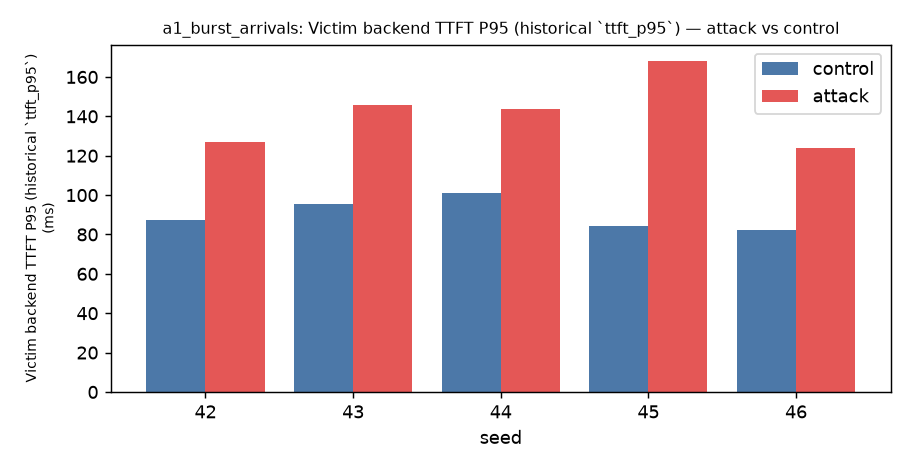 a1_burst_arrivals: Victim backend TTFT P95 (historical `ttft_p95`) — attack vs control
Victim backend TTFT P95 (historical `ttft_p95`)
(ms)
160
140
120
100
80
60
40
20
0
control
attack
42
43
44
45
46
seed